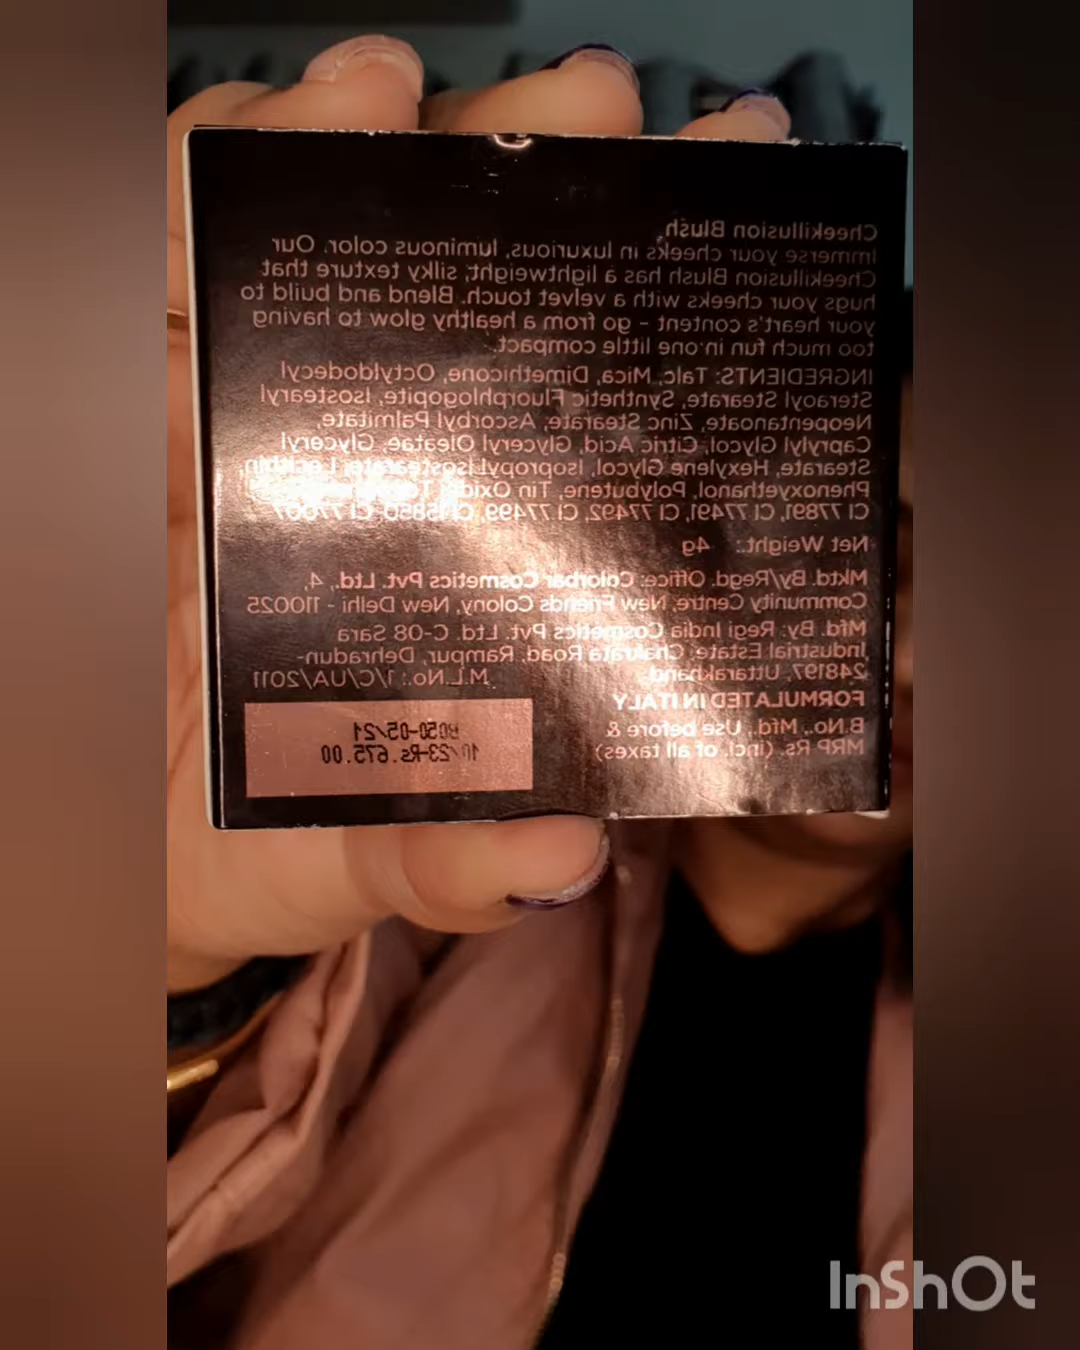 Cheekillusion Blush
Immerse your cheeks in luxurious, luminous color. Our
Cheekillusion Blush has a lightweight, silky texture that
hugs your cheeks with a velvet touch. Blend and build to
your heart's content - go from a healthy glow to having
too much fun in one little compact.
INGREDIENTS: Talc, Mica, Dimethicone, Octyldodecyl
Steraoyl Stearate, Synthetic Fluorphlogopite, Isostearyl
Neopentanoate, Zinc Stearate, Ascorbyl Palmitate,
Caprylyl Glycol, Citric Acid, Glyceryl Oleatae, Glyceryl
Stearate, Hexylene Glycol, Isopropyl Isostearate, Lecithin,
Phenoxyethanol, Polybutene, Tin Oxide,
CI 77891, CI 77491, CI 77492, CI 77499, CI 15850, CI 77007
Net Weight.: 4g
Mktd. By/Regd. Office: Colorbar Cosmetics Pvt. Ltd., 4,
Community Centre, New Friends Colony, New Delhi - 110025
Mfd. By: Regi India Cosmetics Pvt. Ltd. C-08 Sara
Industrial Estate, Chakrata Road, Rampur, Dehradun-
248197, Uttarakhand. M.L.No.: 1/C/UA/2011
FORMULATED IN ITALY
B.No., Mfd., Use before &
MRP Rs. (incl. of all taxes)
050-05/21
10/23-Rs.675.00
InShOt